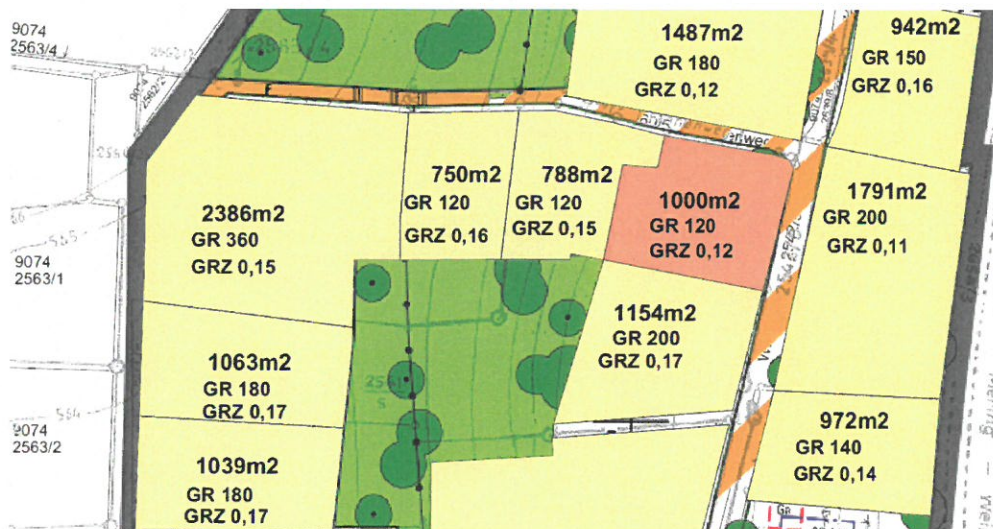 9074
2563/4
1487m2
GR 180
GRZ 0,12
942m2
GR 150
GRZ 0,16
2386m2
GR 360
GRZ 0,15
750m2
GR 120
GRZ 0,16
788m2
GR 120
GRZ 0,15
1000m2
GR 120
GRZ 0,12
1791m2
GR 200
GRZ 0,11
9074
2563/1
1154m2
GR 200
GRZ 0,17
1063m2
GR 180
GRZ 0,17
972m2
GR 140
GRZ 0,14
9074
2563/2
1039m2
GR 180
GRZ 0,17
565
564